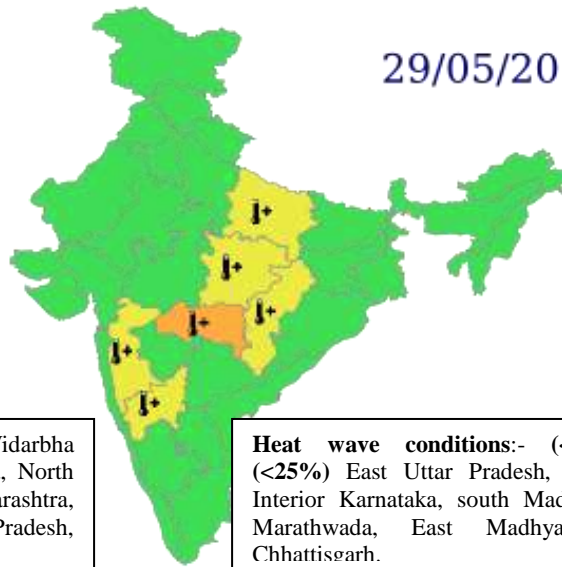 29/05/20
Vidarbha
, North
arashtra,
Pradesh,
Heat wave conditions:- (<
(<25%) East Uttar Pradesh,
Interior Karnataka, south Mad
Marathwada, East Madhya
Chhattisgarh.